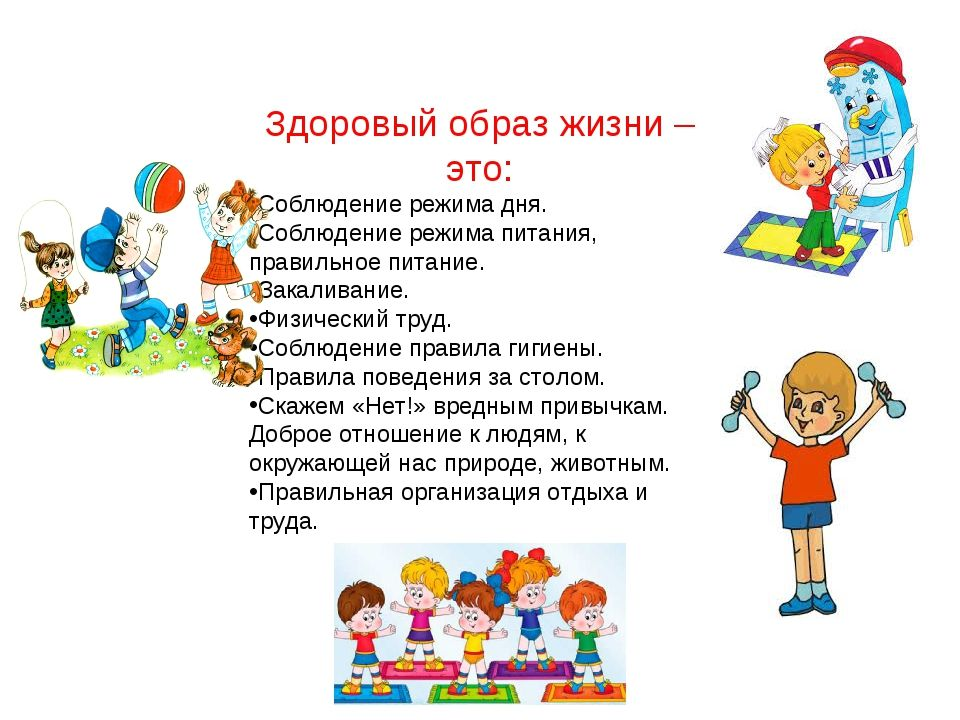 Здоровый образ жизни –
это:
Соблюдение режима дня.
Соблюдение режима питания,
правильное питание.
Закаливание.
•Физический труд.
•Соблюдение правила гигиены.
Правила поведения за столом.
•Скажем «Нет!» вредным привычкам.
Доброе отношение к людям, к
окружающей нас природе, животным.
•Правильная организация отдыха и
труда.